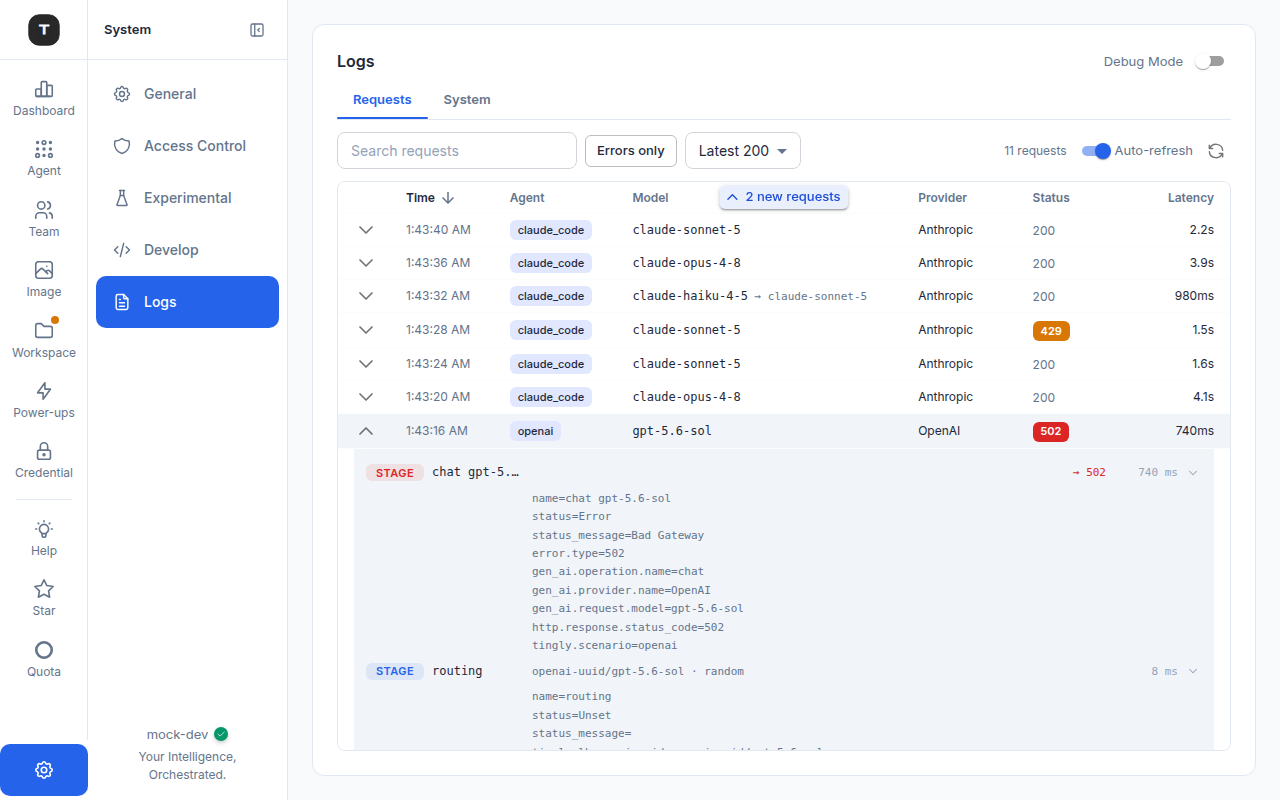 T
System
Dashboard
Agent
Team
Image
Workspace
Power-ups
Credential
Help
Star
Quota
General
Access Control
Experimental
Develop
Logs
mock-dev
Your Intelligence,
Orchestrated.
Logs
Debug Mode
Requests System
Search requests
Errors only
Latest 200
11 requests
Auto-refresh
Time ↓ Agent Model Provider Status Latency
2 new requests
1:43:40 AM claude_code claude-sonnet-5 Anthropic 200 2.2s
1:43:36 AM claude_code claude-opus-4-8 Anthropic 200 3.9s
1:43:32 AM claude_code claude-haiku-4-5 → claude-sonnet-5 Anthropic 200 980ms
1:43:28 AM claude_code claude-sonnet-5 Anthropic 429 1.5s
1:43:24 AM claude_code claude-sonnet-5 Anthropic 200 1.6s
1:43:20 AM claude_code claude-opus-4-8 Anthropic 200 4.1s
1:43:16 AM openai gpt-5.6-sol OpenAI 502 740ms
STAGE chat gpt-5.… → 502 740 ms
name=chat gpt-5.6-sol
status=Error
status_message=Bad Gateway
error.type=502
gen_ai.operation.name=chat
gen_ai.provider.name=OpenAI
gen_ai.request.model=gpt-5.6-sol
http.response.status_code=502
tingly.scenario=openai
STAGE routing openai-uuid/gpt-5.6-sol · random 8 ms
name=routing
status=Unset
status_message=